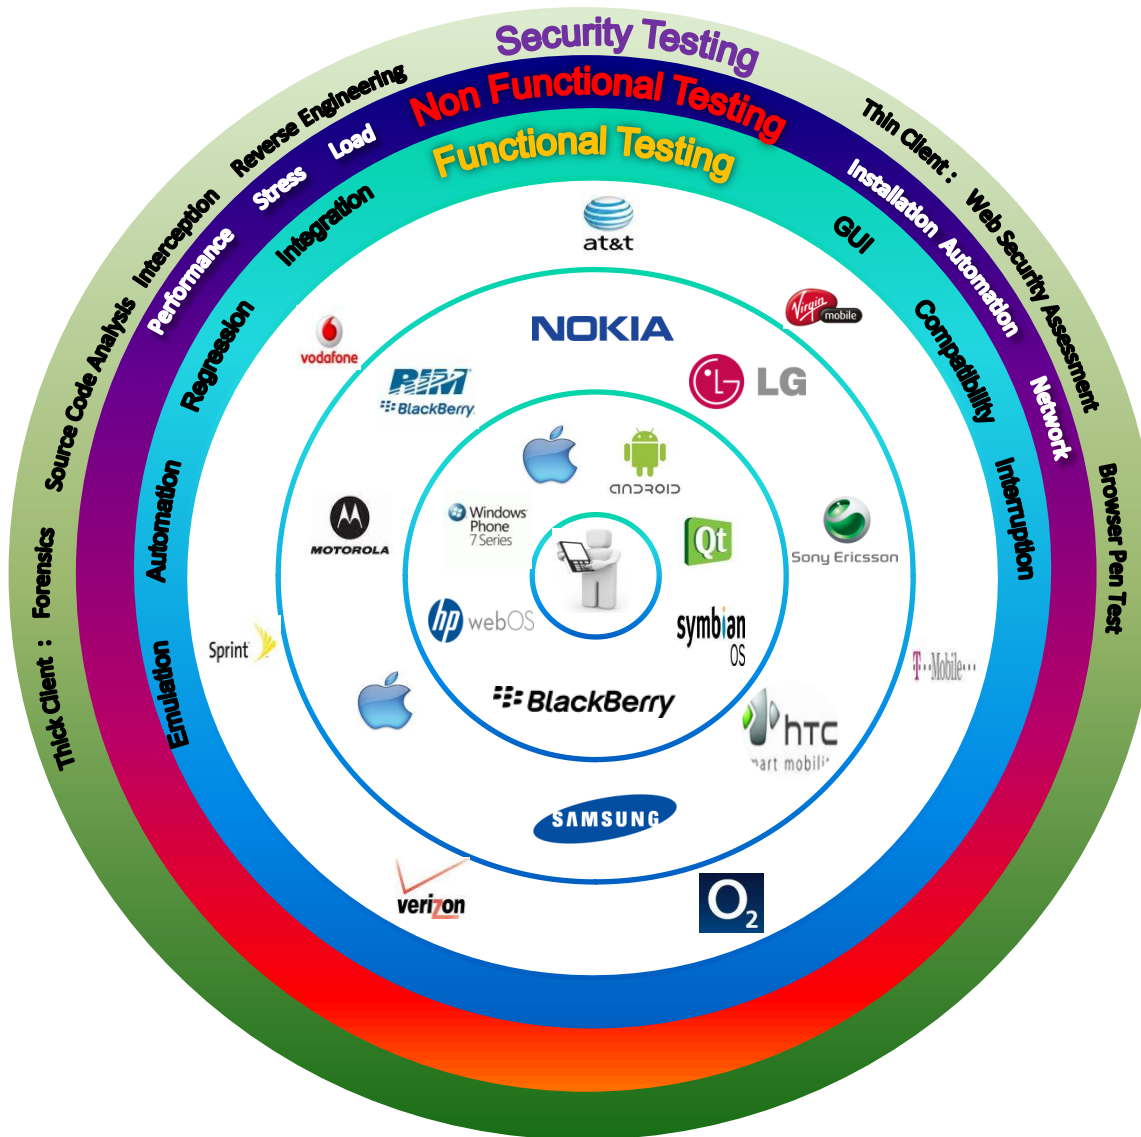 Security Testing
Non Functional Testing
Functional Testing
Thick Client : Forensics Source Code Analysis Interception Reverse Engineering
Thin Client : Web Security Assessment Browser Pen Test
Performance Stress Load
Installation Automation Network
Emulation Automation Regression Integration
GUI Compatibility Interruption
at&t
vodafone
Virgin
mobile
Sprint
T··Mobile···
verizon
O2
NOKIA
RIM
BlackBerry.
LG
MOTOROLA
Sony Ericsson
hTC
mart mobili
SAMSUNG
ANDROID
Windows
Phone
7 Series
Qt
hp webOS
symbian
OS
BlackBerry